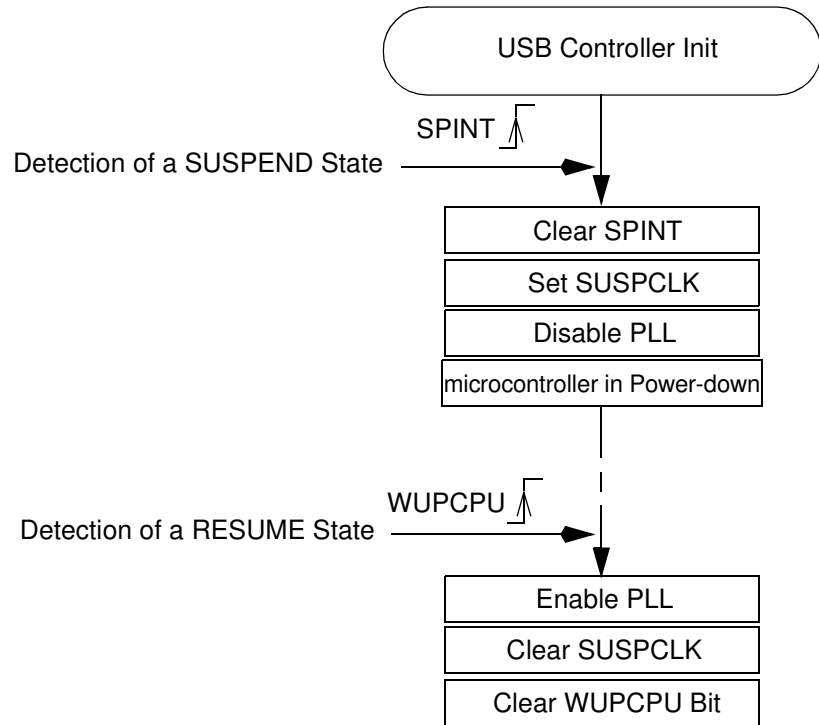 USB Controller Init
SPINT
Detection of a SUSPEND State
Clear SPINT
Set SUSPCLK
Disable PLL
microcontroller in Power-down
WUPCPU
Detection of a RESUME State
Enable PLL
Clear SUSPCLK
Clear WUPCPU Bit